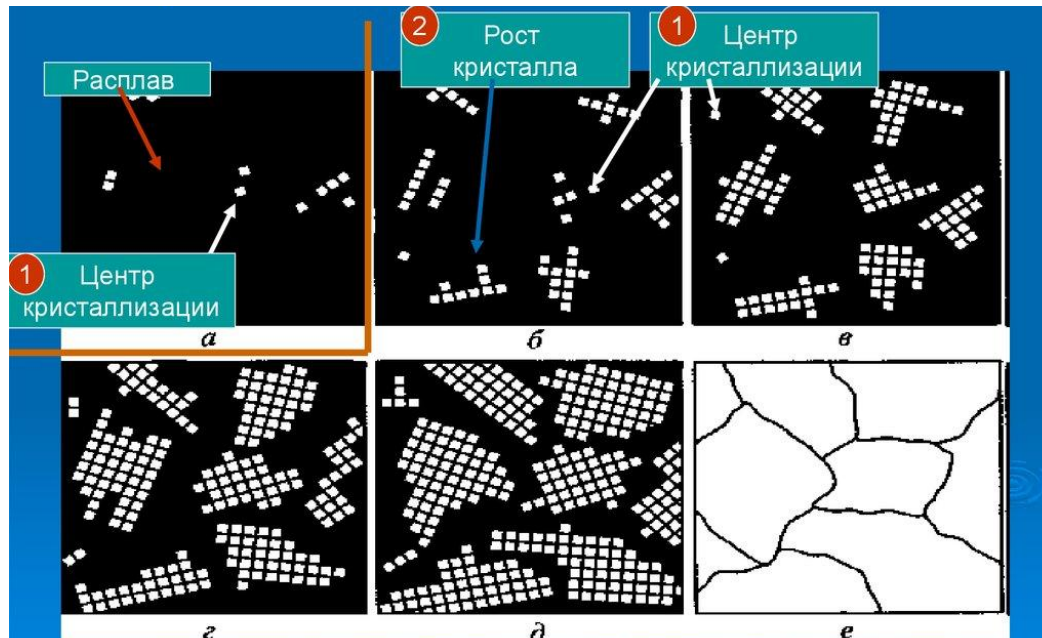 Расплав
2
Рост
кристалла
1
Центр
кристаллизации
1
Центр
кристаллизации
а
б
в
г
д
е